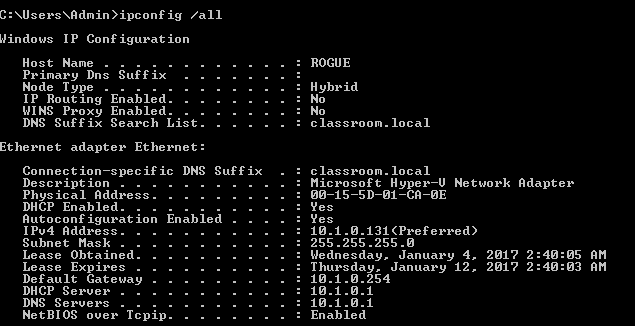 C:\Users\Admin>ipconfig /all
Windows IP Configuration
Host Name . . . . . . . . . . . . : ROGUE
Primary Dns Suffix  . . . . . . . :
Node Type . . . . . . . . . . . . : Hybrid
IP Routing Enabled. . . . . . . . : No
WINS Proxy Enabled. . . . . . . . : No
DNS Suffix Search List. . . . . . : classroom.local
Ethernet adapter Ethernet:
Connection-specific DNS Suffix  . : classroom.local
Description . . . . . . . . . . . : Microsoft Hyper-V Network Adapter
Physical Address. . . . . . . . . : 00-15-5D-01-CA-0E
DHCP Enabled. . . . . . . . . . . : Yes
Autoconfiguration Enabled . . . . : Yes
IPv4 Address. . . . . . . . . . . : 10.1.0.131(Preferred)
Subnet Mask . . . . . . . . . . . : 255.255.255.0
Lease Obtained. . . . . . . . . . : Wednesday, January 4, 2017 2:40:05 AM
Lease Expires . . . . . . . . . . : Thursday, January 12, 2017 2:40:03 AM
Default Gateway . . . . . . . . . : 10.1.0.254
DHCP Server . . . . . . . . . . . : 10.1.0.1
DNS Servers . . . . . . . . . . . : 10.1.0.1
NetBIOS over Tcpip. . . . . . . . : Enabled